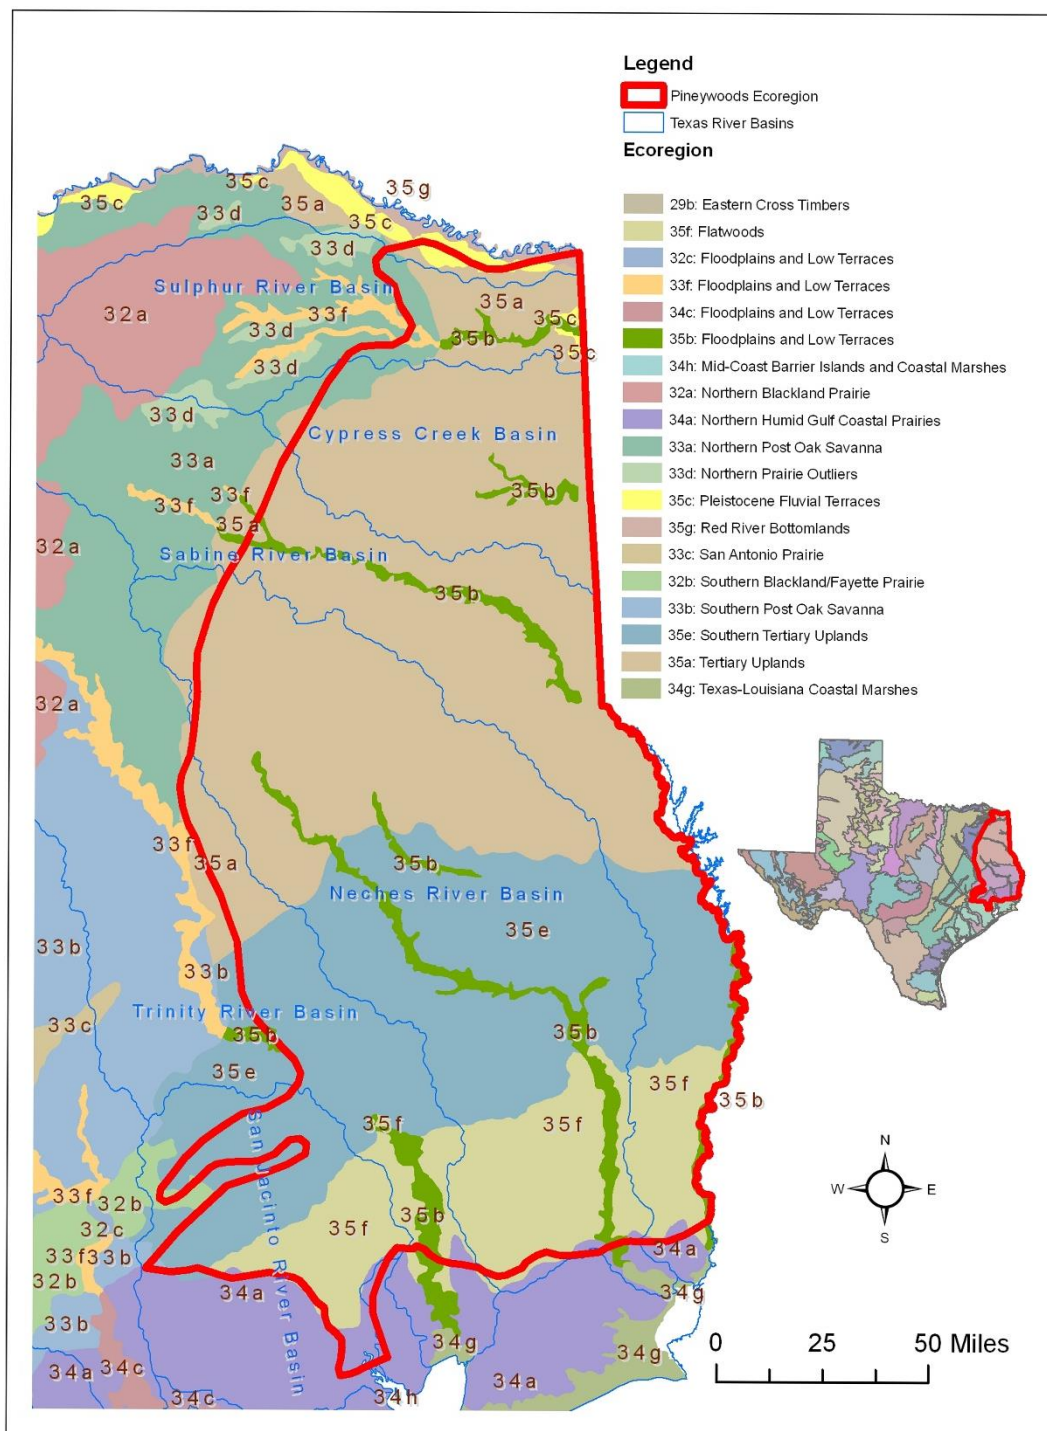 Legend
Pineywoods Ecoregion
Texas River Basins
Ecoregion
29b: Eastern Cross Timbers
35f: Flatwoods
32c: Floodplains and Low Terraces
33f: Floodplains and Low Terraces
34c: Floodplains and Low Terraces
35b: Floodplains and Low Terraces
34h: Mid-Coast Barrier Islands and Coastal Marshes
32a: Northern Blackland Prairie
34a: Northern Humid Gulf Coastal Prairies
33a: Northern Post Oak Savanna
33d: Northern Prairie Outliers
35c: Pleistocene Fluvial Terraces
35g: Red River Bottomlands
33c: San Antonio Prairie
32b: Southern Blackland/Fayette Prairie
33b: Southern Post Oak Savanna
35e: Southern Tertiary Uplands
35a: Tertiary Uplands
34g: Texas-Louisiana Coastal Marshes
35c
35g
35c
35a
33d
35c
33d
Sulphur River Basin
35a
32a
33f
35c
33d
35b
35c
33d
33d
Cypress Creek Basin
33a
33f
33f
35b
35a
32a
Sabine River Basin
35b
32a
33f
35a
35b
Neches River Basin
35e
33b
33b
Trinity River Basin
33c
35b
35b
35e
35f
35b
35f
35f
San Jacinto River Basin
33f
32b
32c
35b
35f
33f
33b
34a
32b
34a
34g
33b
34g
34g
34a
34c
34a
34c
34h
N
W
E
S
0
25
50 Miles